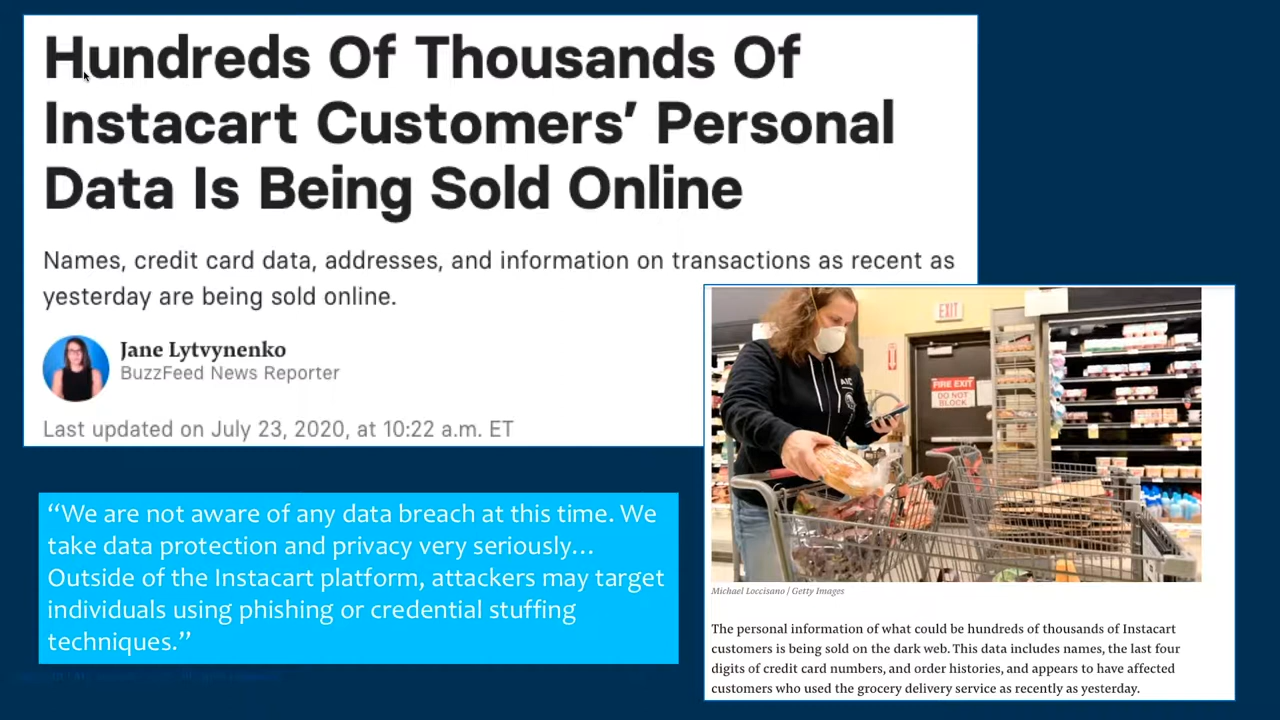 Hundreds Of Thousands Of
Instacart Customers’ Personal
Data Is Being Sold Online
Names, credit card data, addresses, and information on transactions as recent as
yesterday are being sold online.
Jane Lytvynenko
BuzzFeed News Reporter
Last updated on July 23, 2020, at 10:22 a.m. ET
“We are not aware of any data breach at this time. We
take data protection and privacy very seriously…
Outside of the Instacart platform, attackers may target
individuals using phishing or credential stuffing
techniques.”
EXIT
FIRE EXIT
DO NOT
BLOCK
Michael Loccisano / Getty Images
The personal information of what could be hundreds of thousands of Instacart
customers is being sold on the dark web. This data includes names, the last four
digits of credit card numbers, and order histories, and appears to have affected
customers who used the grocery delivery service as recently as yesterday.